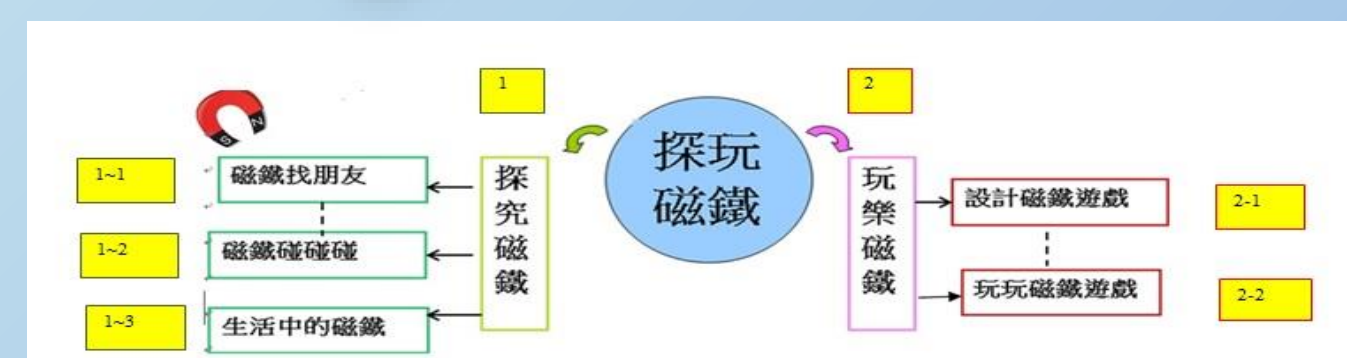 1
2
探玩
磁鐵
S
N
1~1
磁鐵找朋友
探究磁鐵
玩樂磁鐵
設計磁鐵遊戲
2-1
1~2
磁鐵碰碰碰
1~3
生活中的磁鐵
玩玩磁鐵遊戲
2-2